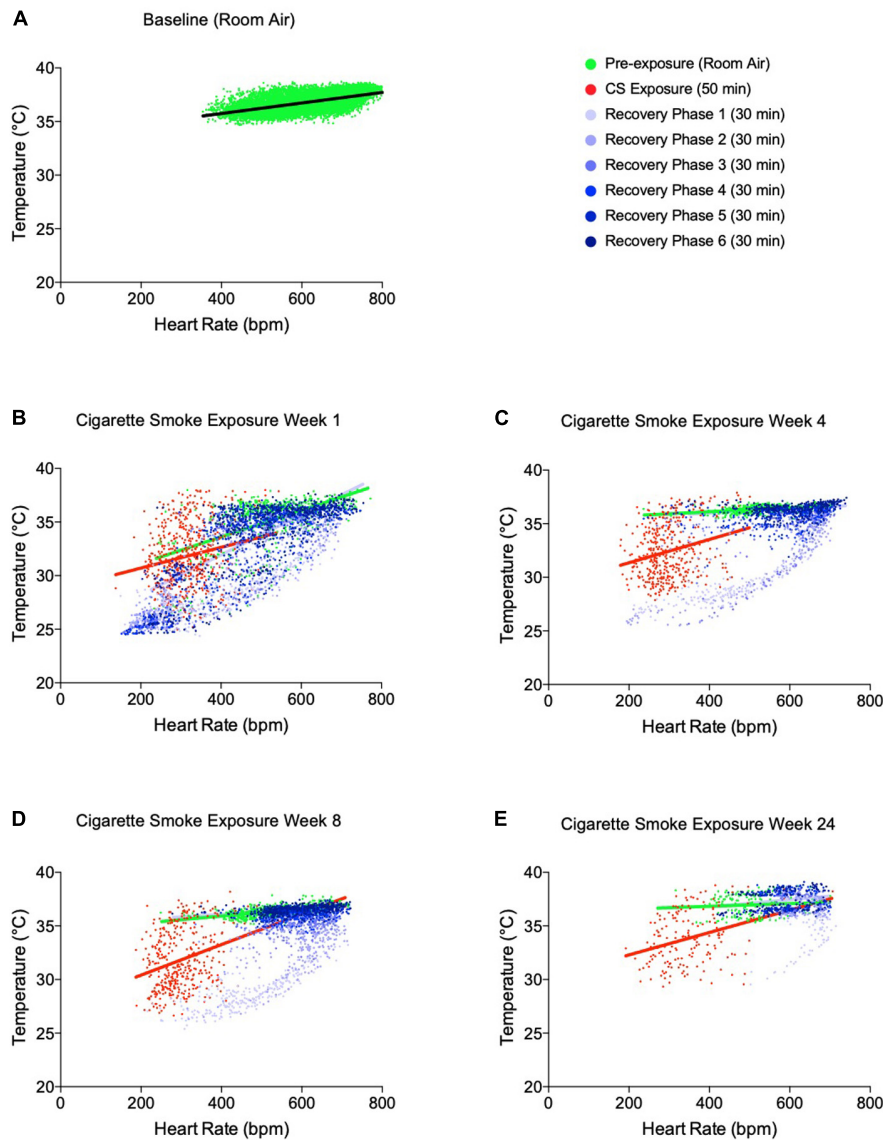 A
Baseline (Room Air)
40
35
30
25
20
Temperature (°C)
0 200 400 600 800
Heart Rate (bpm)
Pre-exposure (Room Air)
CS Exposure (50 min)
Recovery Phase 1 (30 min)
Recovery Phase 2 (30 min)
Recovery Phase 3 (30 min)
Recovery Phase 4 (30 min)
Recovery Phase 5 (30 min)
Recovery Phase 6 (30 min)
B
Cigarette Smoke Exposure Week 1
40
35
30
25
20
Temperature (°C)
0 200 400 600 800
Heart Rate (bpm)
C
Cigarette Smoke Exposure Week 4
40
35
30
25
20
Temperature (°C)
0 200 400 600 800
Heart Rate (bpm)
D
Cigarette Smoke Exposure Week 8
40
35
30
25
20
Temperature (°C)
0 200 400 600 800
Heart Rate (bpm)
E
Cigarette Smoke Exposure Week 24
40
35
30
25
20
Temperature (°C)
0 200 400 600 800
Heart Rate (bpm)